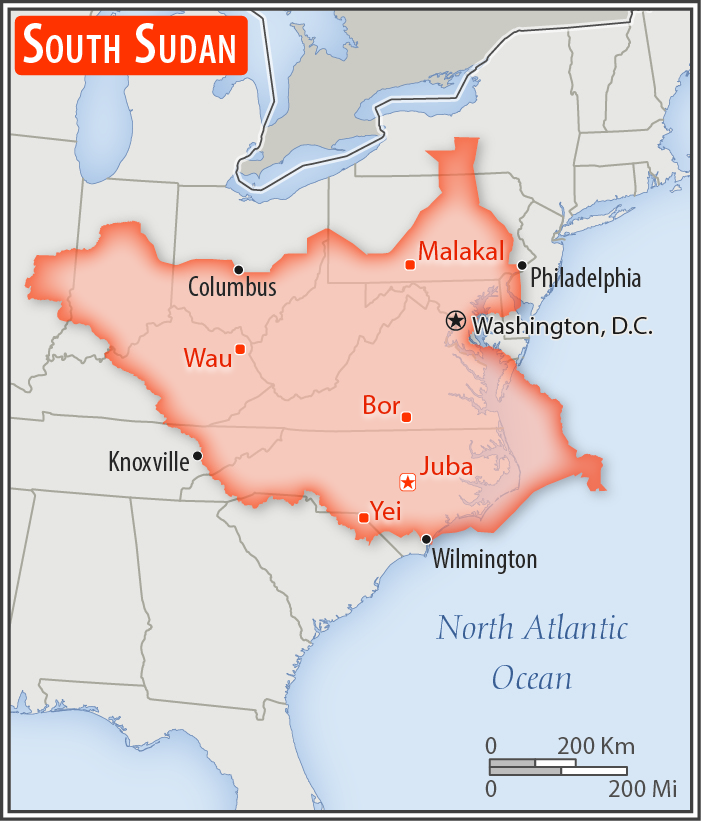 SOUTH SUDAN
Malakal
Columbus
Philadelphia
Washington, D.C.
Wau
Bor
Knoxville
Juba
Yei
Wilmington
North Atlantic
Ocean
0 200 Km
0 200 Mi